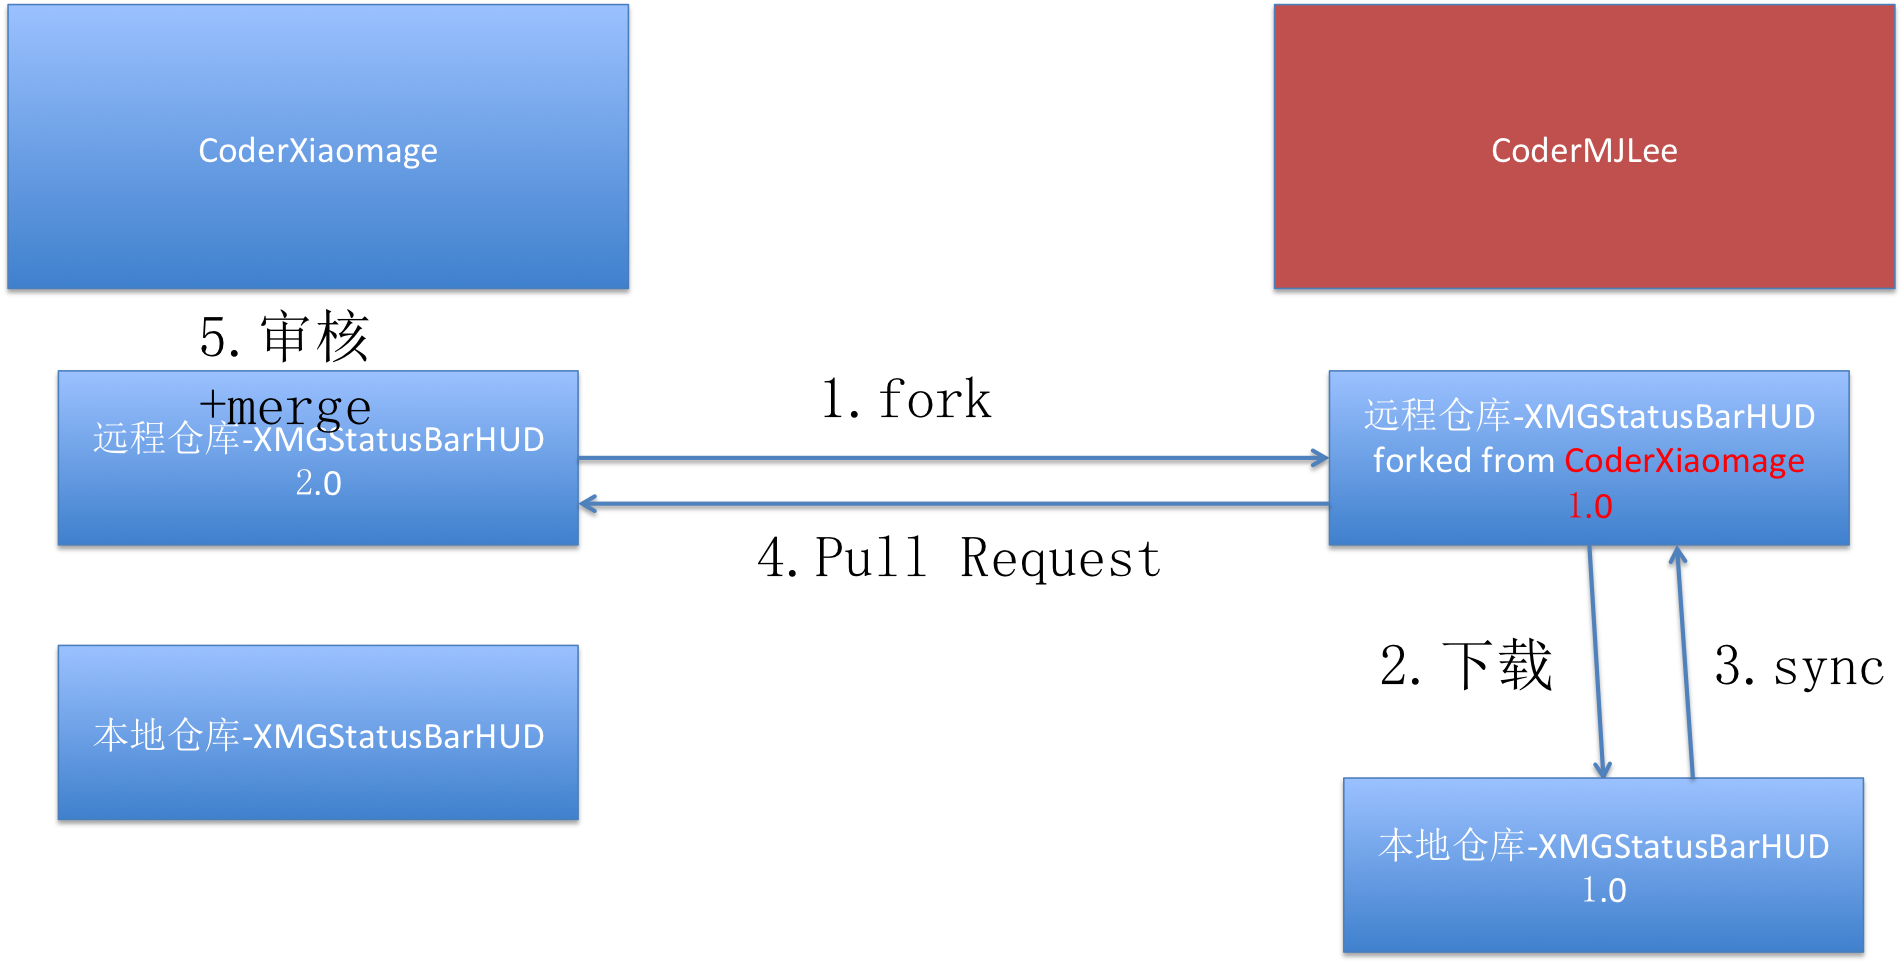 CoderXiaomage
CoderMJLee
5.审核
+merge
远程仓库-XMGStatusBarHUD
2.0
1.fork
远程仓库-XMGStatusBarHUD
forked from CoderXiaomage
1.0
4.Pull Request
2.下载
3.sync
本地仓库-XMGStatusBarHUD
本地仓库-XMGStatusBarHUD
1.0